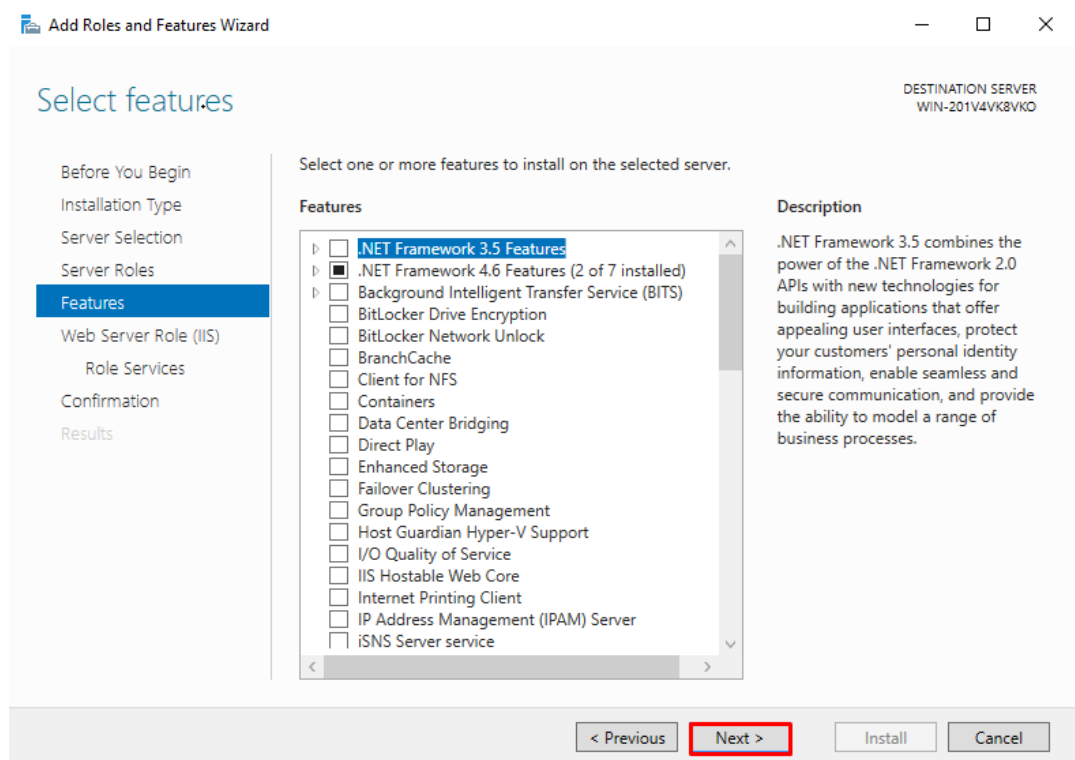 Add Roles and Features Wizard
Select features
DESTINATION SERVER
WIN-201V4VK8VKO
Before You Begin
Installation Type
Server Selection
Server Roles
Features
Web Server Role (IIS)
Role Services
Confirmation
Results
Select one or more features to install on the selected server.
Features
.NET Framework 3.5 Features
.NET Framework 4.6 Features (2 of 7 installed)
Background Intelligent Transfer Service (BITS)
BitLocker Drive Encryption
BitLocker Network Unlock
BranchCache
Client for NFS
Containers
Data Center Bridging
Direct Play
Enhanced Storage
Failover Clustering
Group Policy Management
Host Guardian Hyper-V Support
I/O Quality of Service
IIS Hostable Web Core
Internet Printing Client
IP Address Management (IPAM) Server
iSNS Server service
Description
.NET Framework 3.5 combines the
power of the .NET Framework 2.0
APIs with new technologies for
building applications that offer
appealing user interfaces, protect
your customers' personal identity
information, enable seamless and
secure communication, and provide
the ability to model a range of
business processes.
< Previous
Next >
Install
Cancel